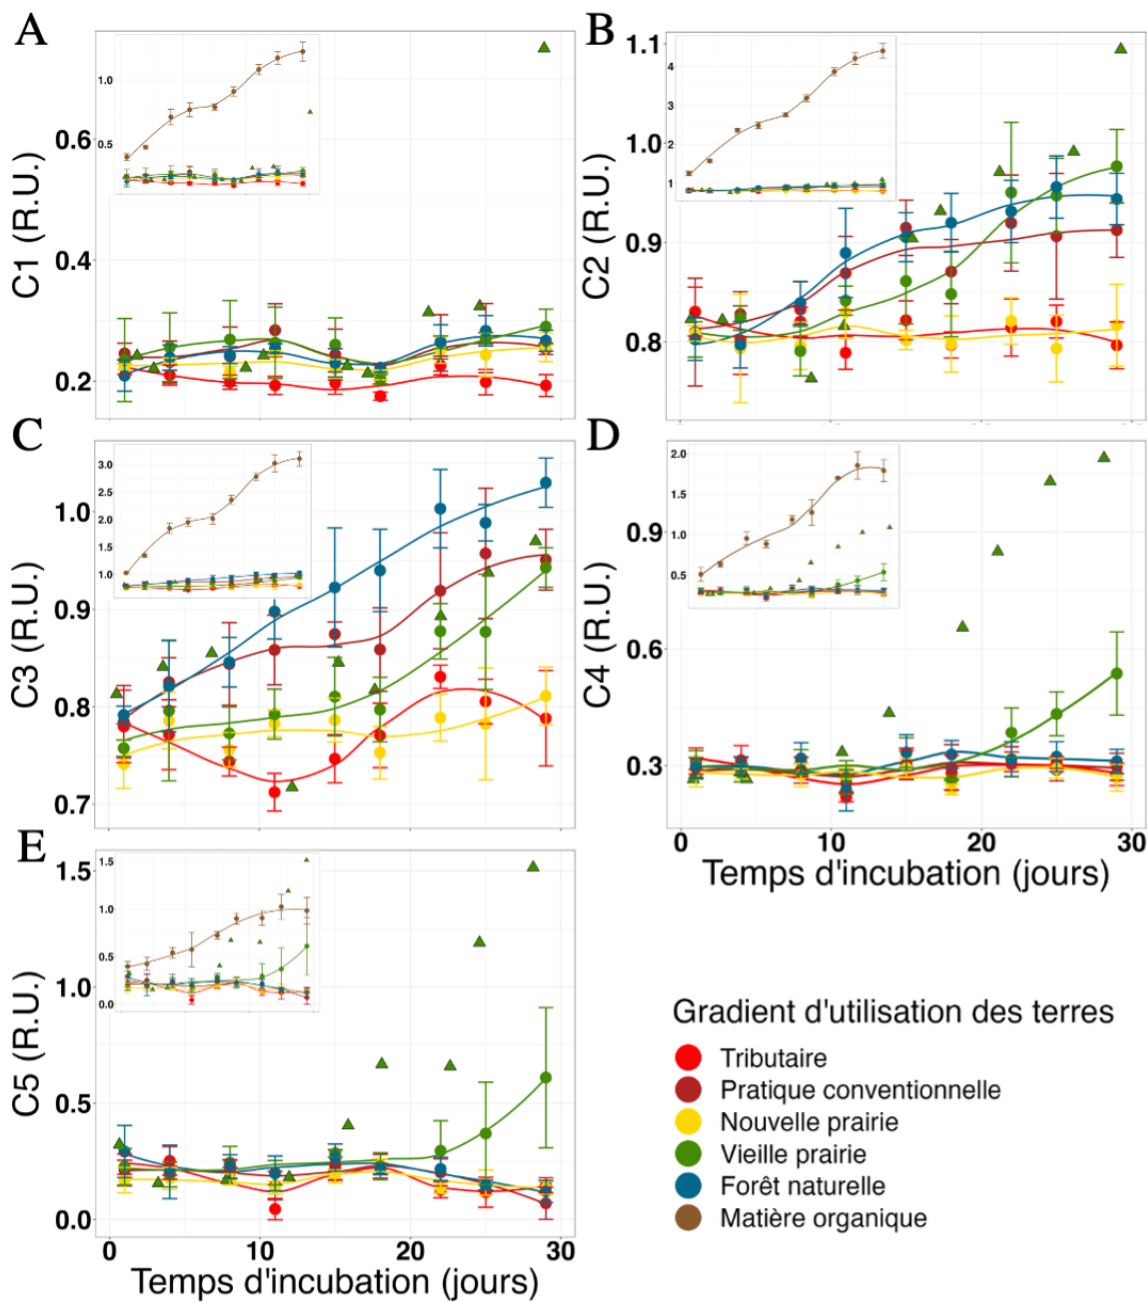 A
C1 (R.U.)
0.6
0.4
0.2
1.0
0.5
B
C2 (R.U.)
1.1
1.0
0.9
0.8
4
3
2
1
C
C3 (R.U.)
1.0
0.9
0.8
0.7
3.0
2.5
2.0
1.5
1.0
D
C4 (R.U.)
0.9
0.6
0.3
2.0
1.5
1.0
0.5
0
10
20
30
Temps d'incubation (jours)
E
C5 (R.U.)
1.5
1.0
0.5
0.0
1.5
1.0
0.5
0.0
0
10
20
30
Temps d'incubation (jours)
Gradient d'utilisation des terres
Tributaire
Pratique conventionnelle
Nouvelle prairie
Vieille prairie
Forêt naturelle
Matière organique